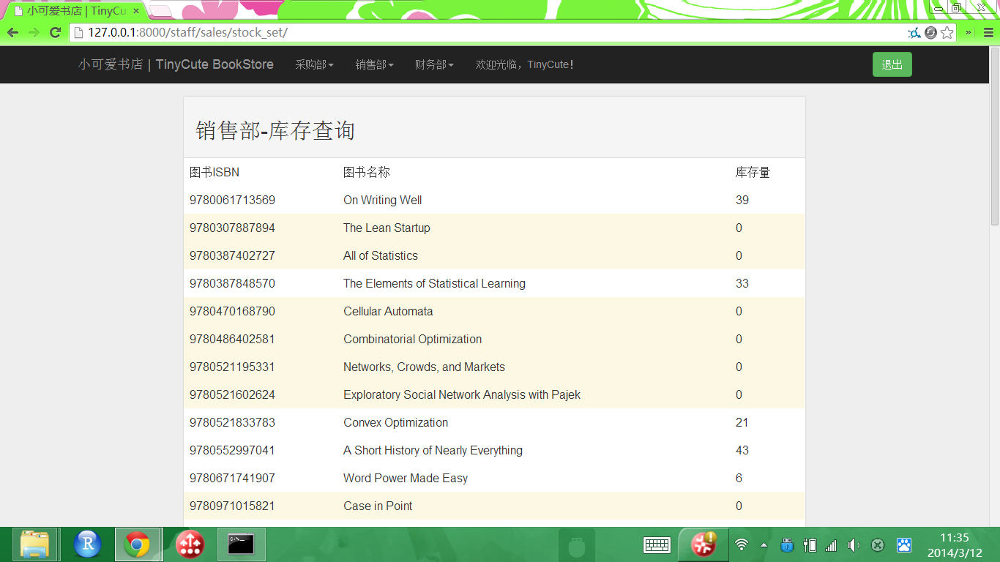 小可爱书店 | TinyCu
127.0.0.1:8000/staff/sales/stock_set/
小可爱书店 | TinyCute BookStore 采购部 销售部 财务部 欢迎光临，TinyCute! 退出
销售部-库存查询
图书ISBN 图书名称 库存量
9780061713569 On Writing Well 39
9780307887894 The Lean Startup 0
9780387402727 All of Statistics 0
9780387848570 The Elements of Statistical Learning 33
9780470168790 Cellular Automata 0
9780486402581 Combinatorial Optimization 0
9780521195331 Networks, Crowds, and Markets 0
9780521602624 Exploratory Social Network Analysis with Pajek 0
9780521833783 Convex Optimization 21
9780552997041 A Short History of Nearly Everything 43
9780671741907 Word Power Made Easy 6
9780971015821 Case in Point 0
R
11:35
2014/3/12